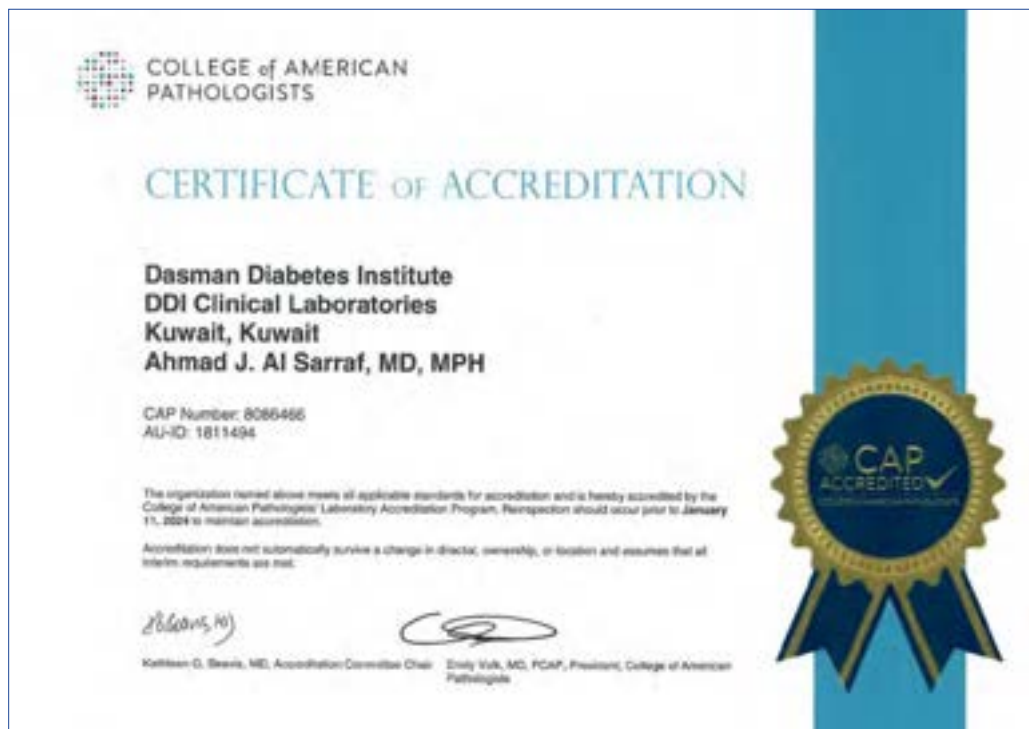 COLLEGE of AMERICAN
PATHOLOGISTS
CERTIFICATE OF ACCREDITATION
Dasman Diabetes Institute
DDI Clinical Laboratories
Kuwait, Kuwait
Ahmad J. Al Sarraf, MD, MPH
CAP Number: 8086466
AU-ID: 1811494
The organization named above meets all applicable standards for accreditation and is hereby accredited by the
College of American Pathologists' Laboratory Accreditation Program. Reinspection should occur prior to January
11, 2024 to maintain accreditation.
Accreditation does not automatically survive a change in director, ownership, or location and assumes that all
interim requirements are met.
Kathleen G. Beavis, MD, Accreditation Committee Chair
Emily Volk, MD, FCAP, President, College of American
Pathologists
CAP
ACCREDITED